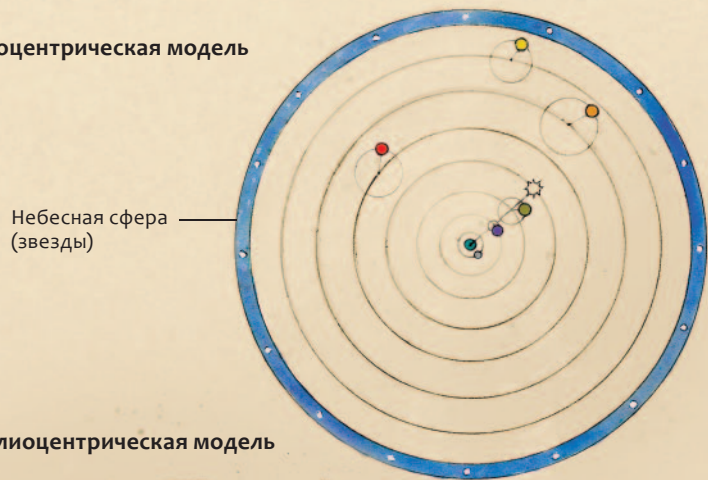 оцентрическая модель
Небесная сфера
(звезды)
лиоцентрическая модель